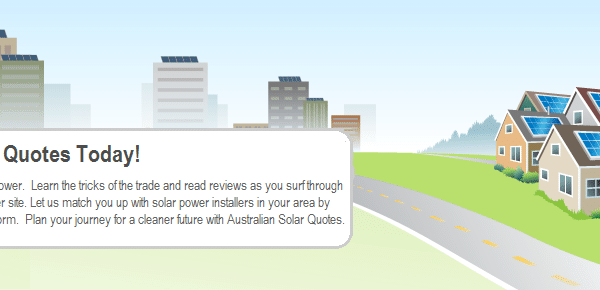 Quotes Today!
ower. Learn the tricks of the trade and read reviews as you surf through
r site. Let us match you up with solar power installers in your area by
orm. Plan your journey for a cleaner future with Australian Solar Quotes.